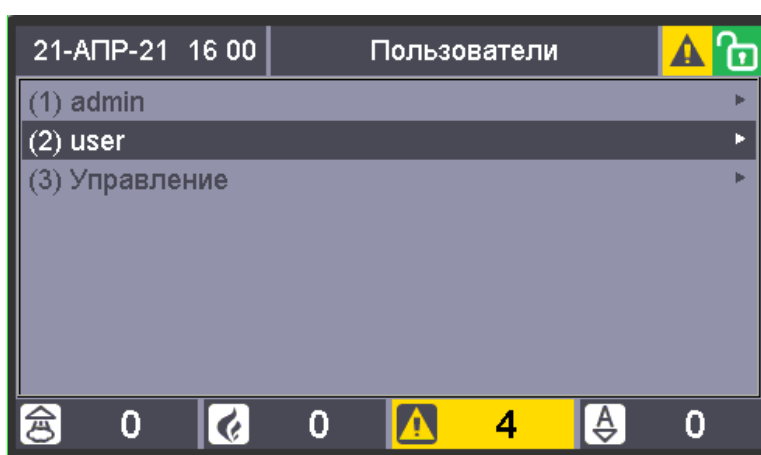 21-АПР-21 16 00 Пользователи
(1) admin
(2) user
(3) Управление
0 0 4 A 0